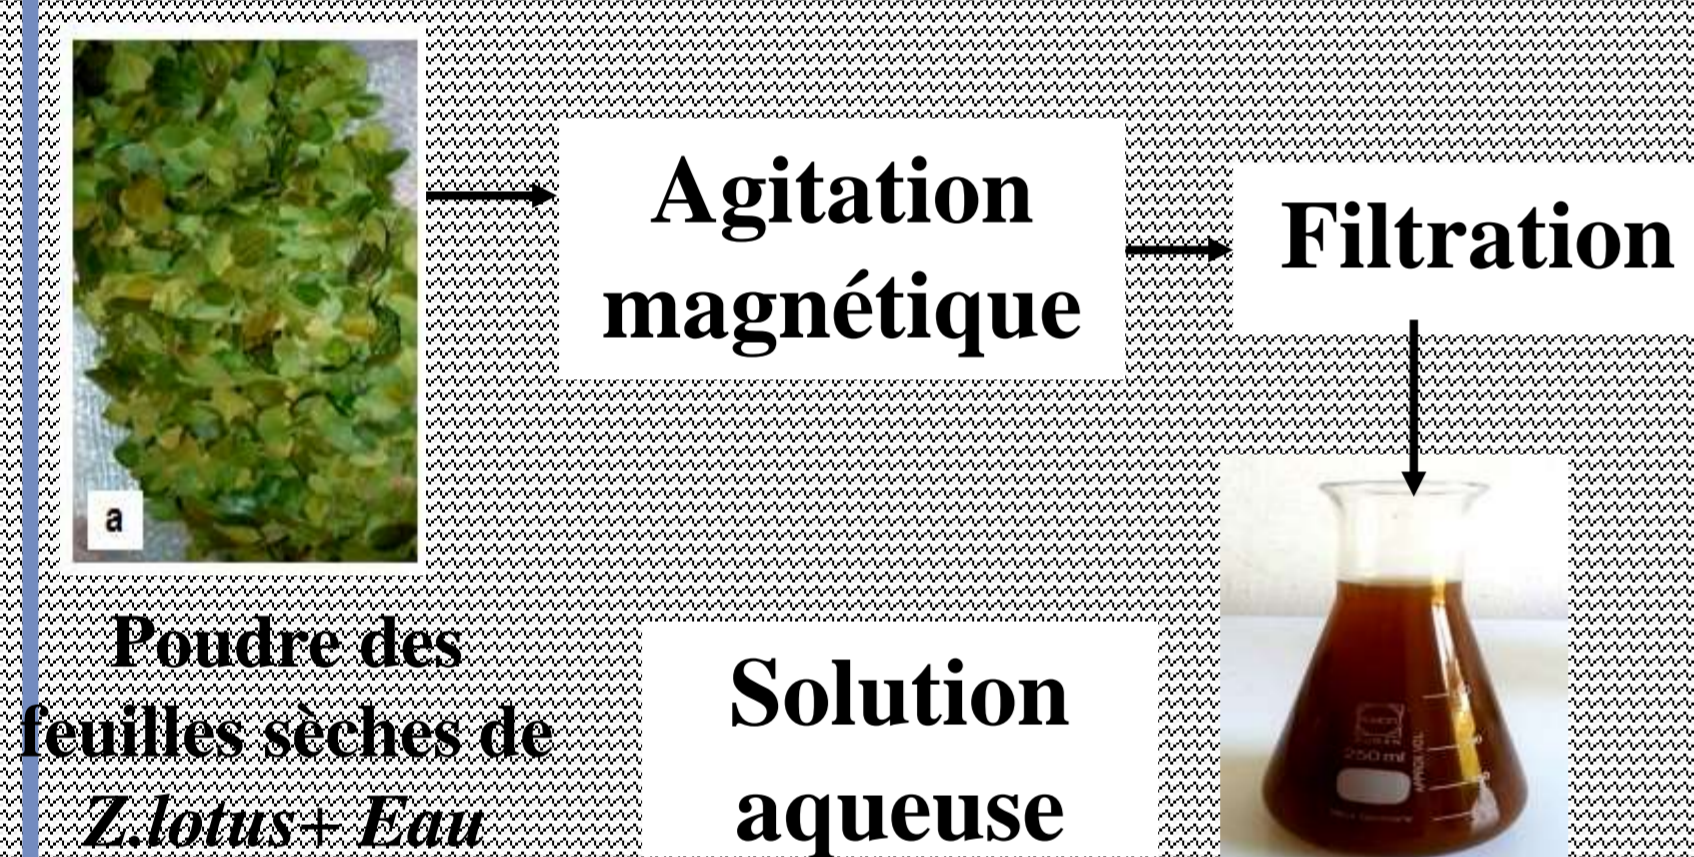 Agitation
magnétique
Filtration
a
Poudre des
feuilles sèches de
Z.lotus+ Eau
Solution
aqueuse
250 ml